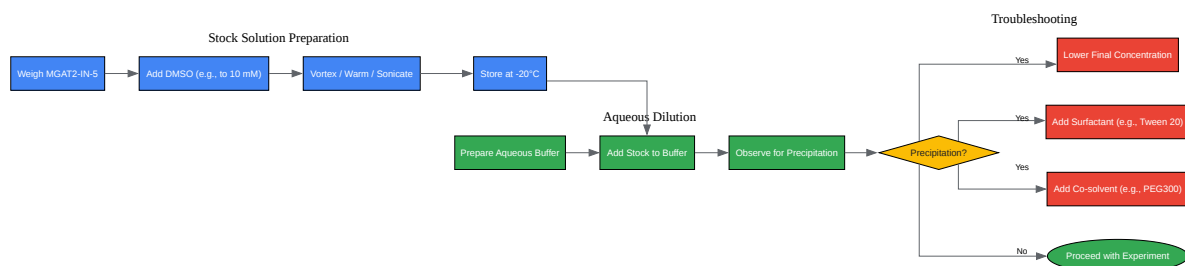 Troubleshooting
Stock Solution Preparation
Lower Final Concentration
Yes
Weigh MGAT2-IN-5
Add DMSO (e.g., to 10 mM)
Vortex / Warm / Sonicate
Store at -20°C
Aqueous Dilution
Yes
Add Surfactant (e.g., Tween 20)
Prepare Aqueous Buffer
Add Stock to Buffer
Observe for Precipitation
Precipitation?
Yes
Add Co-solvent (e.g., PEG300)
No
Proceed with Experiment